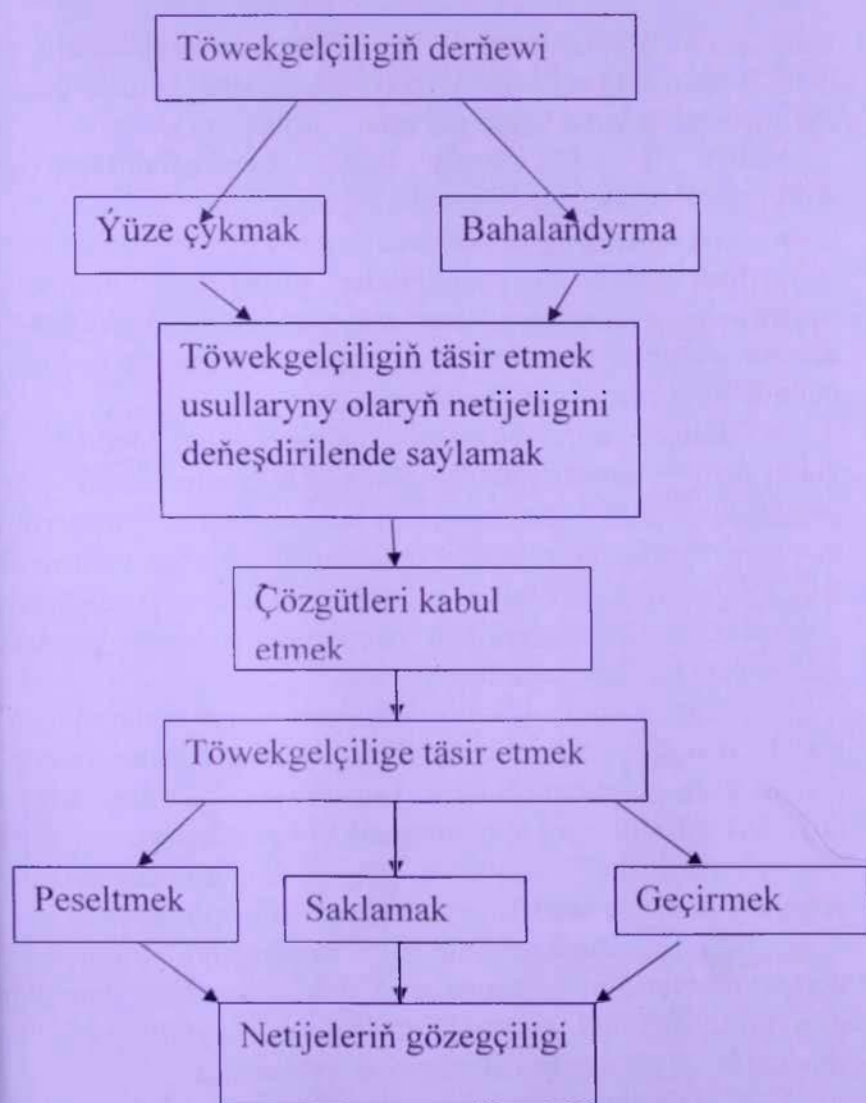 Töwekgelçiligiň derňewi
Ýüze çykmak
Bahalandyrma
Töwekgelçiligiň täsir etmek
usullaryny olaryň netijeligini
deňeşdirilende saýlamak
Çözgütleri kabul
etmek
Töwekgelçilige täsir etmek
Peseltmek
Saklamak
Geçirmek
Netijeleriň gözegçiligi